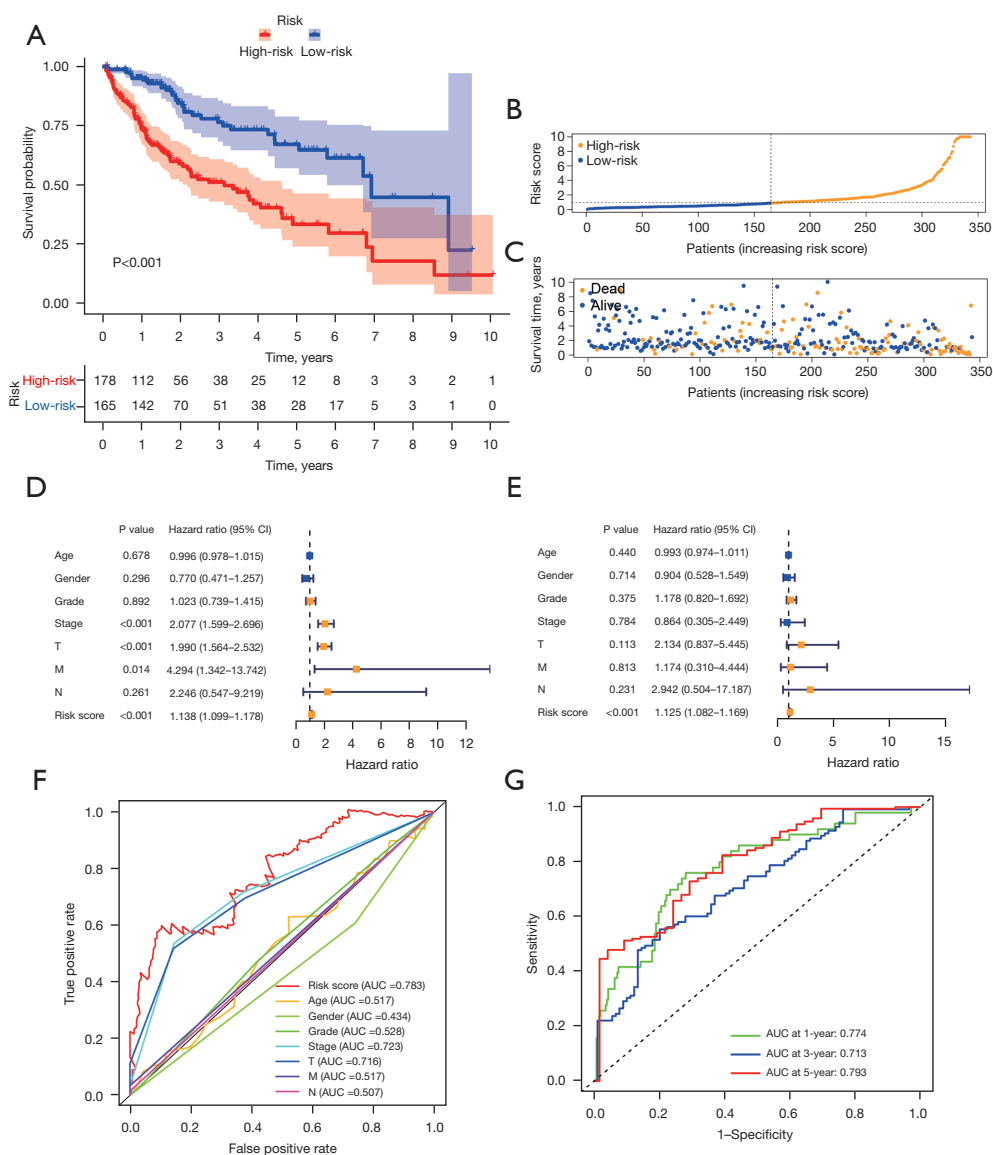 A
Risk
High-risk Low-risk
Survival probability
1.00
0.75
0.50
0.25
0.00
P<0.001
0 1 2 3 4 5 6 7 8 9 10
Time, years
Risk
High-risk 178 112 56 38 25 12 8 3 3 2 1
Low-risk 165 142 70 51 38 28 17 5 3 1 0
0 1 2 3 4 5 6 7 8 9 10
Time, years
B
Risk score
10
8
6
4
2
0
High-risk
Low-risk
0 50 100 150 200 250 300 350
Patients (increasing risk score)
C
Survival time, years
10
8
6
4
2
0
Dead
Alive
0 50 100 150 200 250 300 350
Patients (increasing risk score)
D
P value Hazard ratio (95% CI)
Age 0.678 0.996 (0.978–1.015)
Gender 0.296 0.770 (0.471–1.257)
Grade 0.892 1.023 (0.739–1.415)
Stage <0.001 2.077 (1.599–2.696)
T <0.001 1.990 (1.564–2.532)
M 0.014 4.294 (1.342–13.742)
N 0.261 2.246 (0.547–9.219)
Risk score <0.001 1.138 (1.099–1.178)
0 2 4 6 8 10 12
Hazard ratio
E
P value Hazard ratio (95% CI)
Age 0.440 0.993 (0.974–1.011)
Gender 0.714 0.904 (0.528–1.549)
Grade 0.375 1.178 (0.820–1.692)
Stage 0.784 0.864 (0.305–2.449)
T 0.113 2.134 (0.837–5.445)
M 0.813 1.174 (0.310–4.444)
N 0.231 2.942 (0.504–17.187)
Risk score <0.001 1.125 (1.082–1.169)
0 5 10 15
Hazard ratio
F
True positive rate
1.0
0.8
0.6
0.4
0.2
0.0
Risk score (AUC =0.783)
Age (AUC =0.517)
Gender (AUC =0.434)
Grade (AUC =0.528)
Stage (AUC =0.723)
T (AUC =0.716)
M (AUC =0.517)
N (AUC =0.507)
0.0 0.2 0.4 0.6 0.8 1.0
False positive rate
G
Sensitivity
1.0
0.8
0.6
0.4
0.2
0.0
AUC at 1-year: 0.774
AUC at 3-year: 0.713
AUC at 5-year: 0.793
0.0 0.2 0.4 0.6 0.8 1.0
1–Specificity